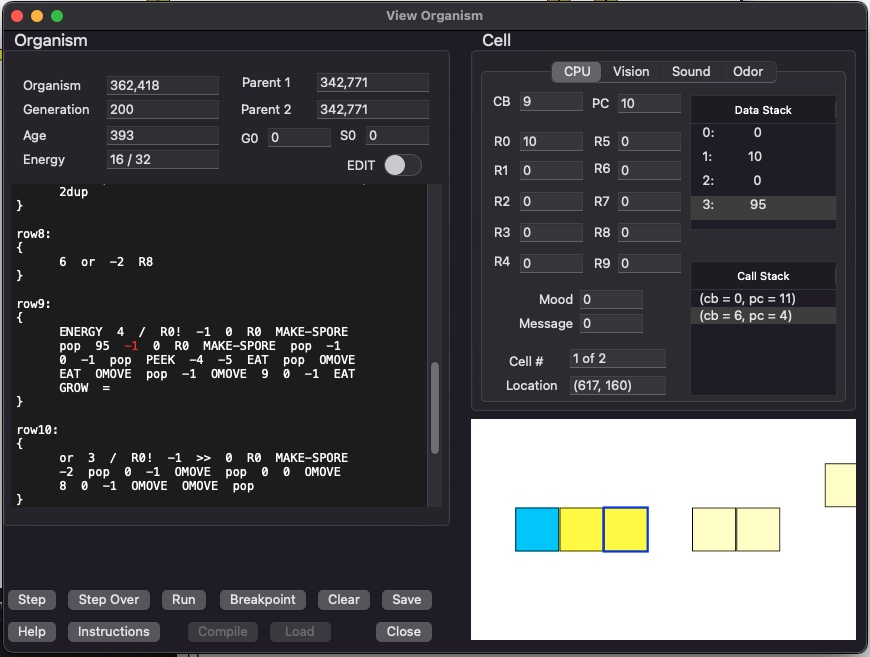 View Organism
Organism
Organism 362,418 Parent 1 342,771
Generation 200 Parent 2 342,771
Age 393 G0 0 S0 0
Energy 16 / 32
EDIT
2dup
}
row8:
{
6 or -2 R8
}
row9:
{
ENERGY 4 / R0! -1 0 R0 MAKE-SPORE
pop 95 -1 0 R0 MAKE-SPORE pop -1
0 -1 pop PEEK -4 -5 EAT pop OMOVE
EAT OMOVE pop -1 OMOVE 9 0 -1 EAT
GROW =
}
row10:
{
or 3 / R0! -1 >> 0 R0 MAKE-SPORE
-2 pop 0 -1 OMOVE pop 0 0 OMOVE
8 0 -1 OMOVE OMOVE pop
}
Step Step Over Run Breakpoint Clear Save
Help Instructions Compile Load Close
Cell
CPU Vision Sound Odor
CB 9 PC 10
R0 10 R5 0
R1 0 R6 0
R2 0 R7 0
R3 0 R8 0
R4 0 R9 0
Mood 0
Message 0
Cell # 1 of 2
Location (617, 160)
Data Stack
0: 0
1: 10
2: 0
3: 95
Call Stack
(cb = 0, pc = 11)
(cb = 6, pc = 4)